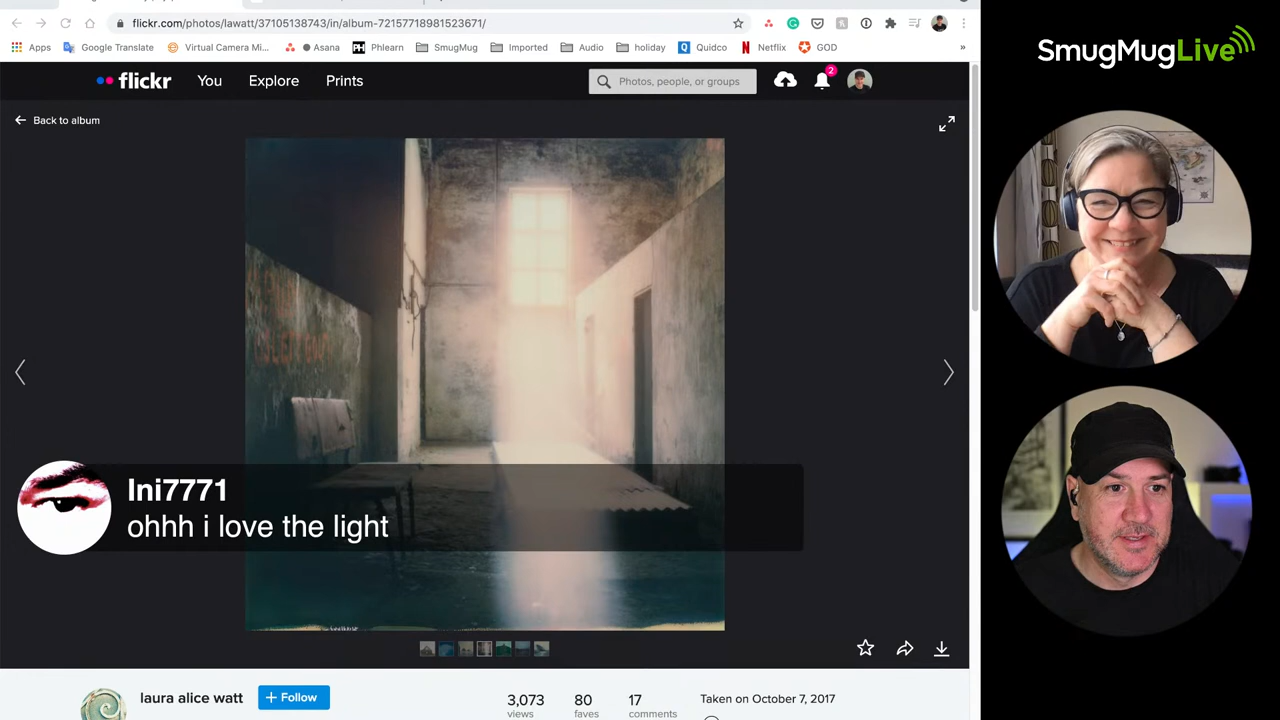 flickr.com/photos/lawatt/37105138743/in/album-72157718981523671/
Apps Google Translate Virtual Camera Mi... Asana PH Phlearn SmugMug Imported Audio holiday Q Quidco N Netflix GOD »
flickr You Explore Prints Photos, people, or groups 2
Back to album
SmugMugLive
Ini7771
ohhh i love the light
laura alice watt + Follow 3,073 80 17 Taken on October 7, 2017
views faves comments